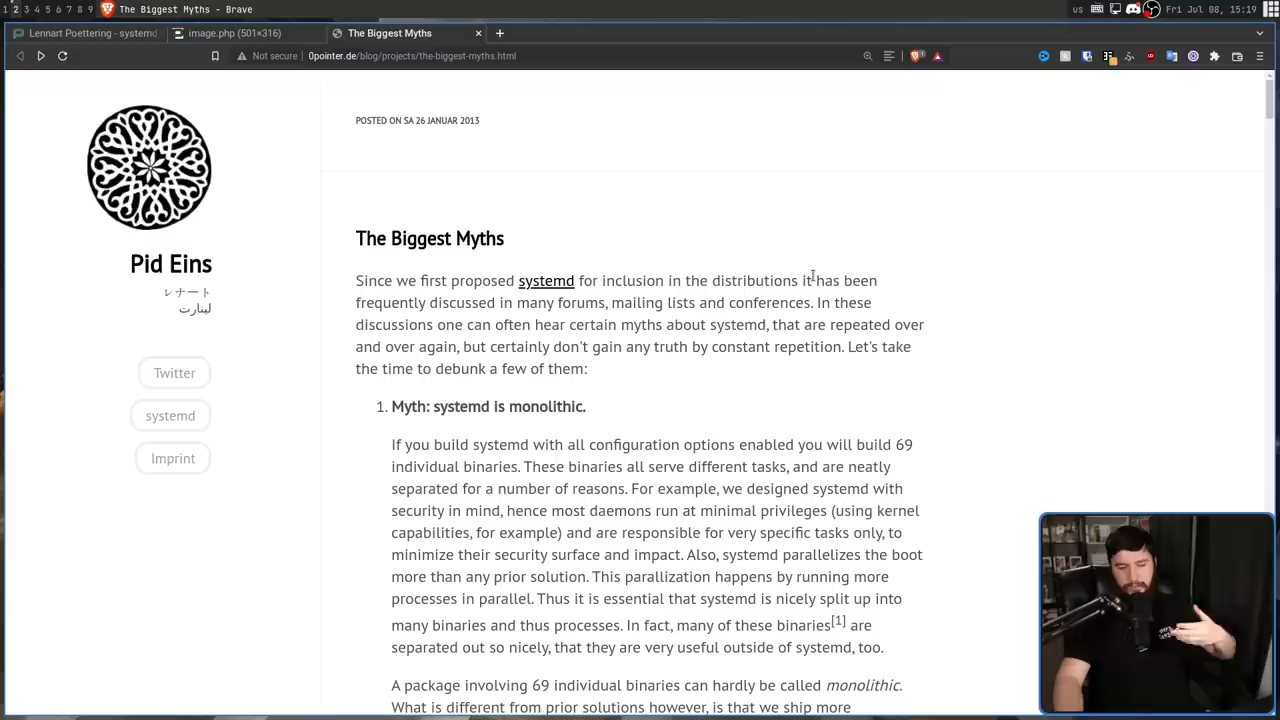 1 2 3 4 5 6 7 8 9 The Biggest Myths - Brave
us Fri Jul 08, 15:19
Lennart Poettering - systemd
image.php (501×316)
The Biggest Myths
Not secure 0pointer.de/blog/projects/the-biggest-myths.html
Pid Eins
レナート
لينارت
Twitter
systemd
Imprint
POSTED ON SA 26 JANUAR 2013
The Biggest Myths
Since we first proposed systemd for inclusion in the distributions it has been
frequently discussed in many forums, mailing lists and conferences. In these
discussions one can often hear certain myths about systemd, that are repeated over
and over again, but certainly don't gain any truth by constant repetition. Let's take
the time to debunk a few of them:
1. Myth: systemd is monolithic.
If you build systemd with all configuration options enabled you will build 69
individual binaries. These binaries all serve different tasks, and are neatly
separated for a number of reasons. For example, we designed systemd with
security in mind, hence most daemons run at minimal privileges (using kernel
capabilities, for example) and are responsible for very specific tasks only, to
minimize their security surface and impact. Also, systemd parallelizes the boot
more than any prior solution. This parallization happens by running more
processes in parallel. Thus it is essential that systemd is nicely split up into
many binaries and thus processes. In fact, many of these binaries[1] are
separated out so nicely, that they are very useful outside of systemd, too.
A package involving 69 individual binaries can hardly be called monolithic.
What is different from prior solutions however, is that we ship more